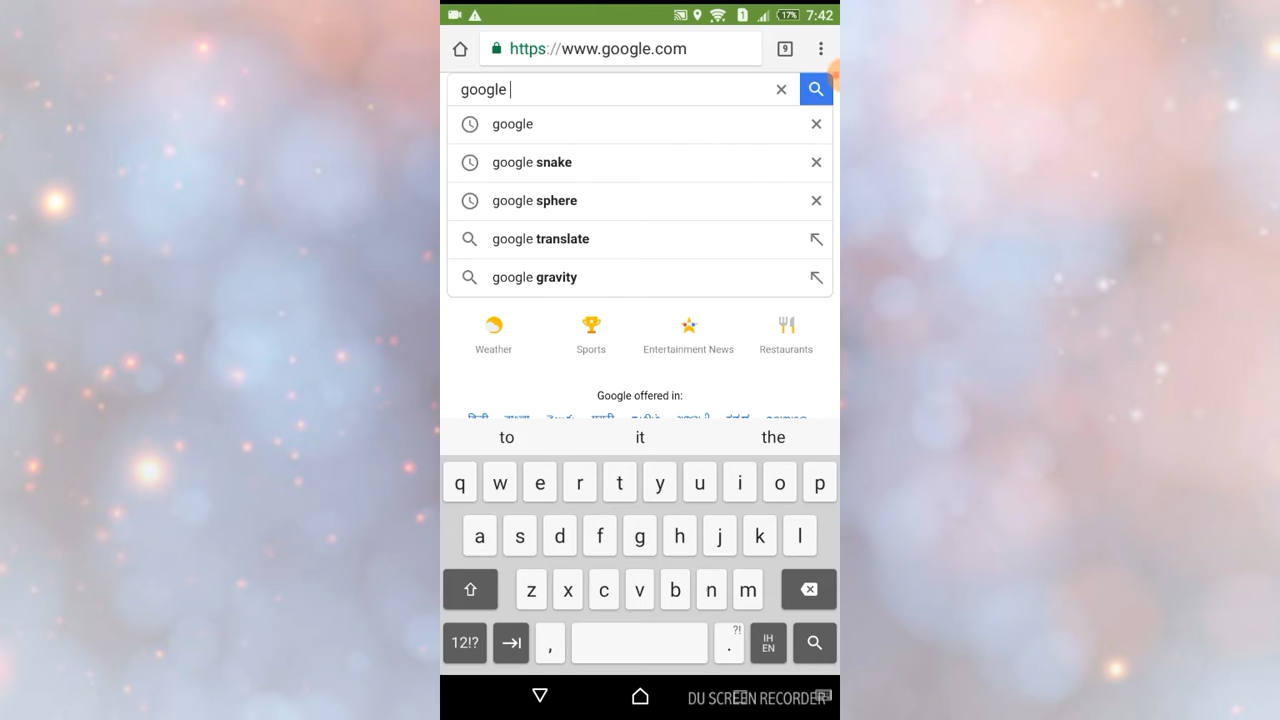 1 17% 7:42
https://www.google.com 9
google
google
google snake
google sphere
google translate
google gravity
Weather Sports Entertainment News Restaurants
Google offered in:
to it the
q w e r t y u i o p
a s d f g h j k l
z x c v b n m
12!? , . ?! IH EN
DU SCREEN RECORDER